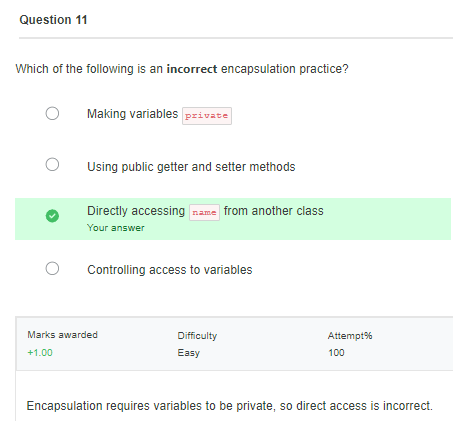 Question 11
Which of the following is an incorrect encapsulation practice?
Making variables private
Using public getter and setter methods
Directly accessing name from another class
Your answer
Controlling access to variables
Marks awarded Difficulty Attempt%
+1.00 Easy 100
Encapsulation requires variables to be private, so direct access is incorrect.